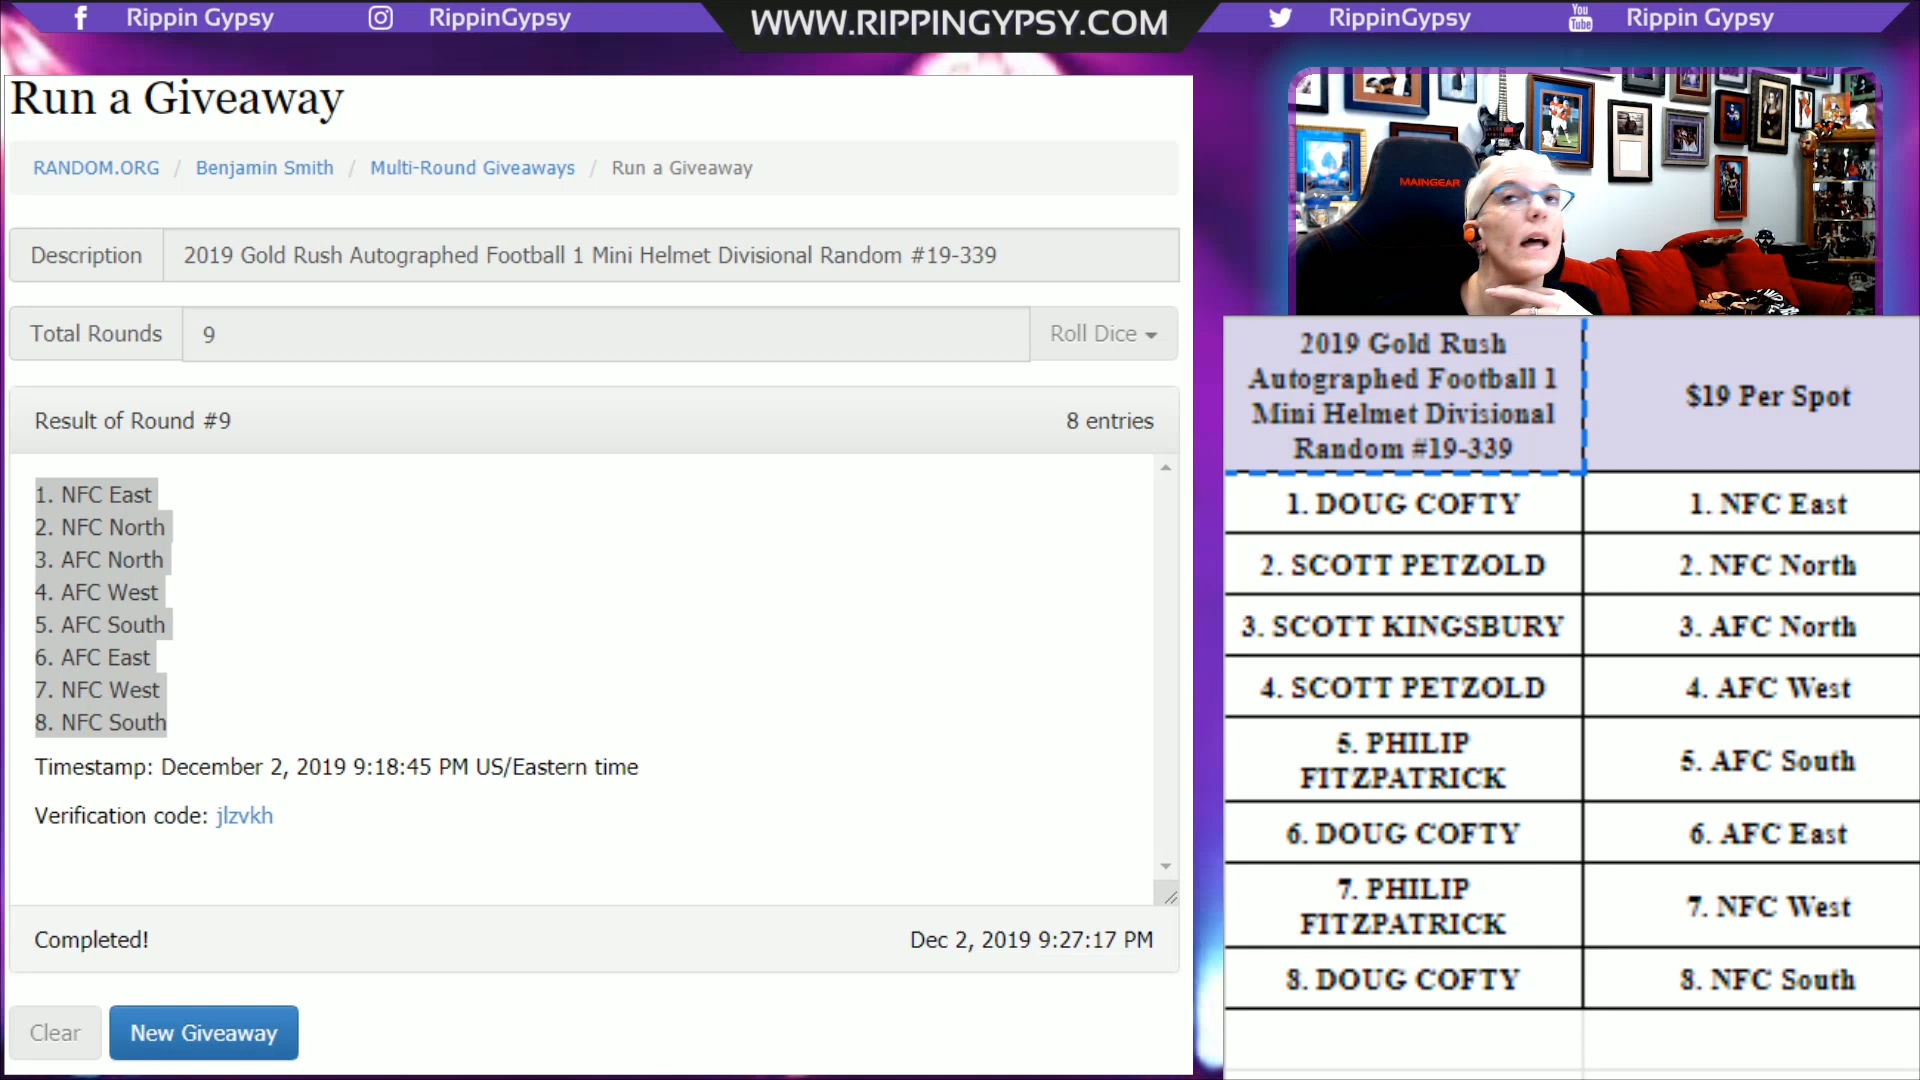 Rippin Gypsy
RippinGypsy
WWW.RIPPINGYPSY.COM
RippinGypsy
You
Tube
Rippin Gypsy
Run a Giveaway
RANDOM.ORG / Benjamin Smith / Multi-Round Giveaways / Run a Giveaway
Description
2019 Gold Rush Autographed Football 1 Mini Helmet Divisional Random #19-339
Total Rounds
9
Roll Dice
Result of Round #9
8 entries
1. NFC East
2. NFC North
3. AFC North
4. AFC West
5. AFC South
6. AFC East
7. NFC West
8. NFC South
Timestamp: December 2, 2019 9:18:45 PM US/Eastern time
Verification code: jlzvkh
Completed!
Dec 2, 2019 9:27:17 PM
Clear
New Giveaway
MAINGEAR
2019 Gold Rush
Autographed Football 1
Mini Helmet Divisional
Random #19-339
$19 Per Spot
1. DOUG COFTY
1. NFC East
2. SCOTT PETZOLD
2. NFC North
3. SCOTT KINGSBURY
3. AFC North
4. SCOTT PETZOLD
4. AFC West
5. PHILIP
FITZPATRICK
5. AFC South
6. DOUG COFTY
6. AFC East
7. PHILIP
FITZPATRICK
7. NFC West
8. DOUG COFTY
8. NFC South